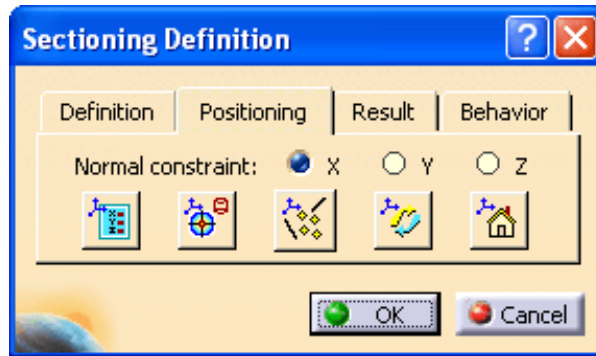 Sectioning Definition
Definition Positioning Result Behavior
Normal constraint: X Y Z
OK Cancel